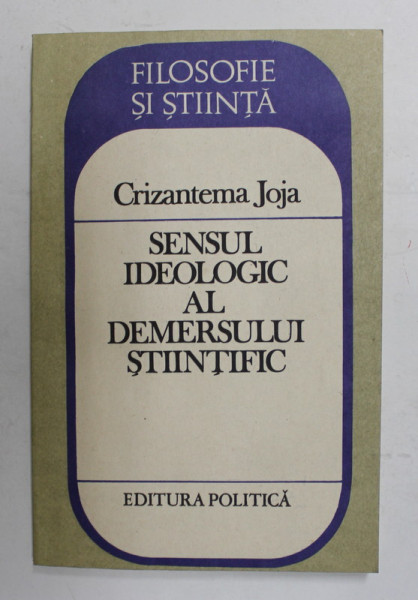 FILOSOFIE
ȘI ȘTIINȚĂ
Crizantema Joja
SENSUL
IDEOLOGIC
AL
DEMERSULUI
ȘTIINȚIFIC
EDITURA POLITICĂ